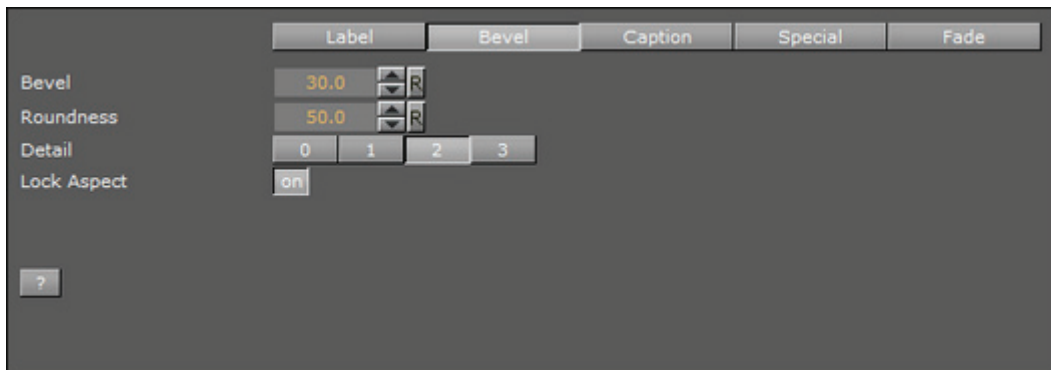 Label Bevel Caption Special Fade
Bevel 30.0 R
Roundness 50.0 R
Detail 0 1 2 3
Lock Aspect on
?